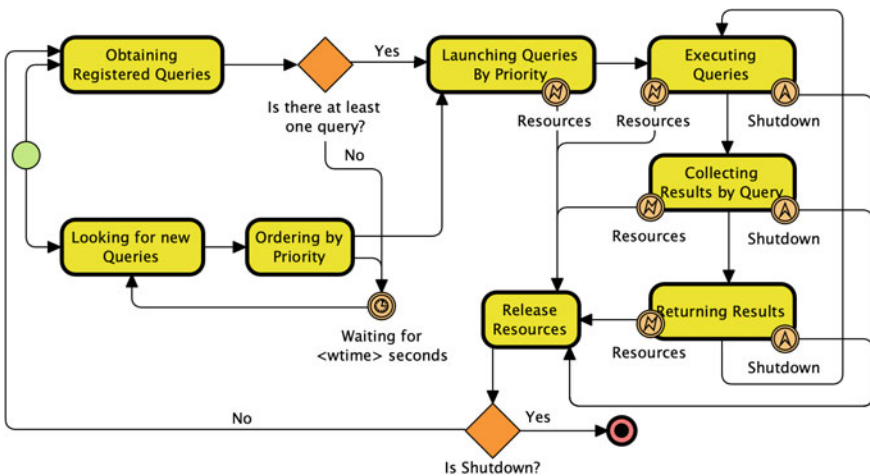 Obtaining
Registered Queries
Yes
Launching Queries
By Priority
Executing
Queries
Is there at least
one query?
Resources
Resources
Shutdown
No
Collecting
Results by Query
Looking for new
Queries
Ordering by
Priority
Resources
Shutdown
Release
Resources
Returning Results
Waiting for
<wtime> seconds
Resources
Shutdown
No
Yes
Is Shutdown?